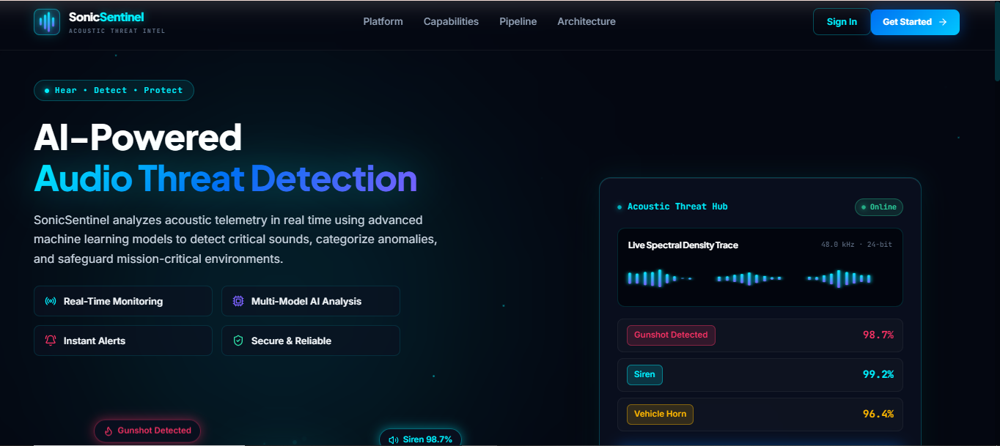 SonicSentinel
ACOUSTIC THREAT INTEL
Platform
Capabilities
Pipeline
Architecture
Sign In
Get Started →
Hear • Detect • Protect
AI-Powered
Audio Threat Detection
SonicSentinel analyzes acoustic telemetry in real time using advanced
machine learning models to detect critical sounds, categorize anomalies,
and safeguard mission-critical environments.
Real-Time Monitoring
Multi-Model AI Analysis
Instant Alerts
Secure & Reliable
Gunshot Detected
Siren 98.7%
Acoustic Threat Hub
Online
Live Spectral Density Trace
48.0 kHz · 24-bit
Gunshot Detected
98.7%
Siren
99.2%
Vehicle Horn
96.4%